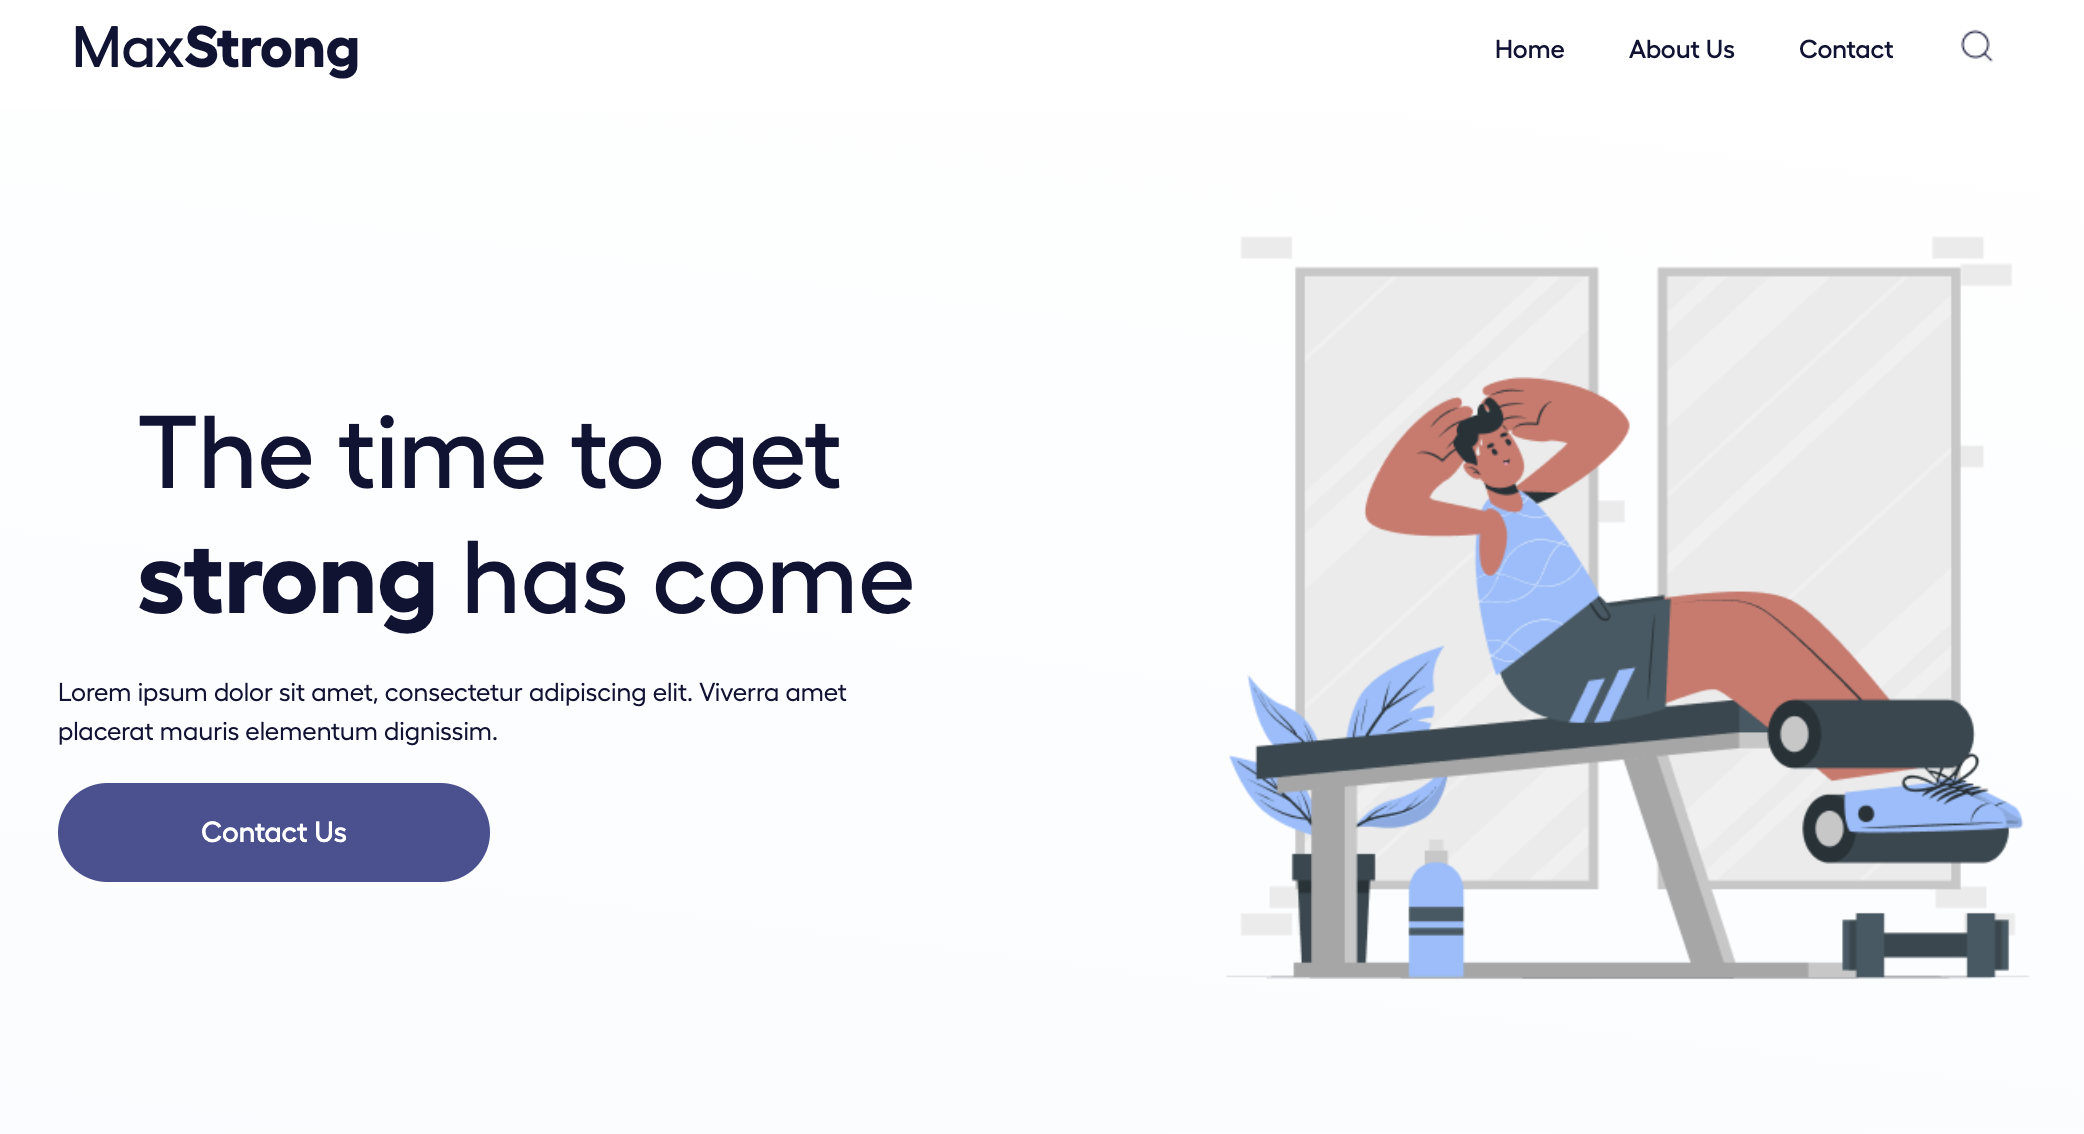 MaxStrong
Home About Us Contact
The time to get
strong has come
Lorem ipsum dolor sit amet, consectetur adipiscing elit. Viverra amet
placerat mauris elementum dignissim.
Contact Us